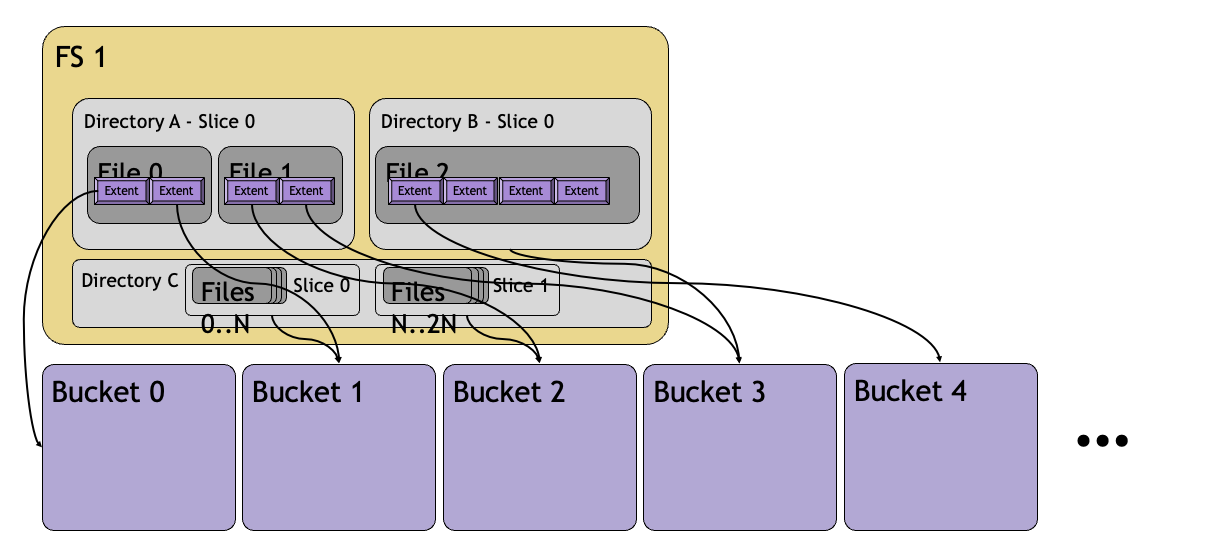 FS 1
Directory A - Slice 0
Directory B - Slice 0
File 0
File 1
File 2
Extent Extent
Extent Extent
Extent Extent Extent Extent
Directory C
Files
0..N
Slice 0
Files
N..2N
Slice 1
Bucket 0
Bucket 1
Bucket 2
Bucket 3
Bucket 4
•••